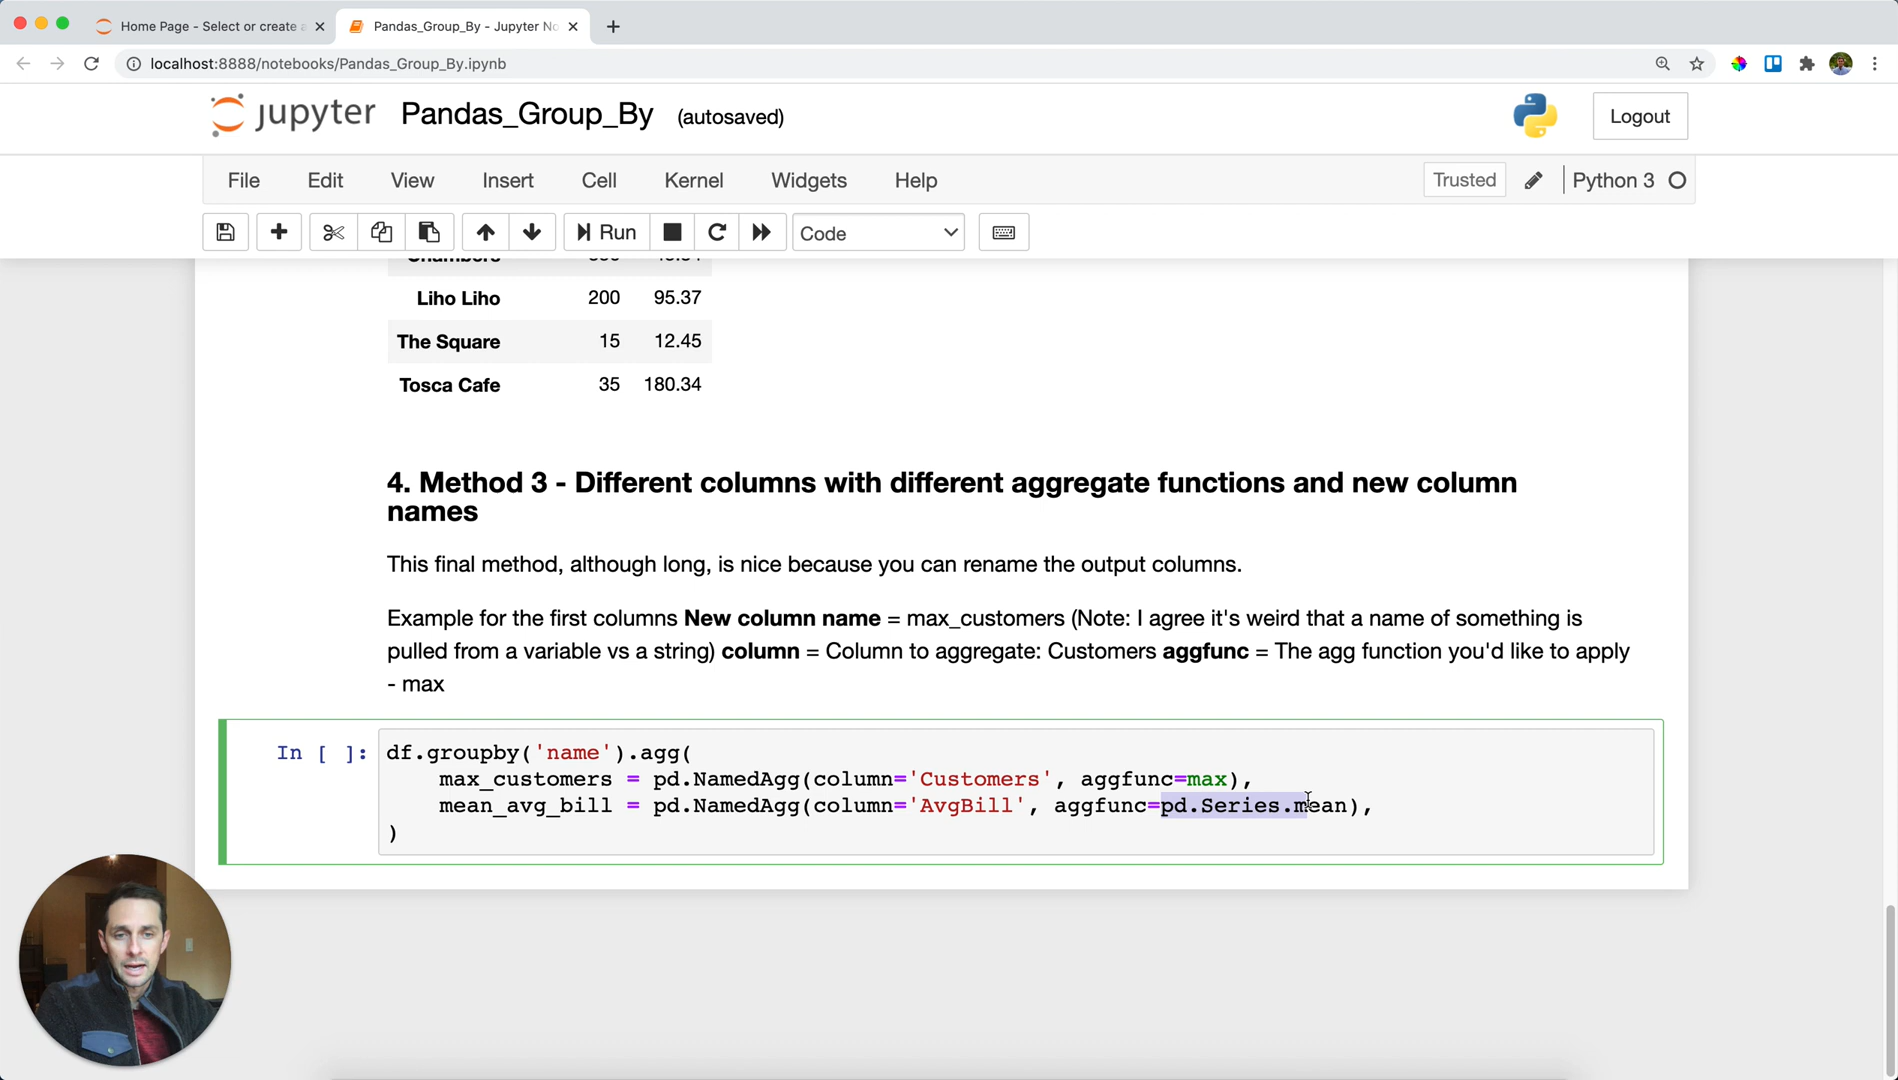 Home Page - Select or create a
Pandas_Group_By - Jupyter No
localhost:8888/notebooks/Pandas_Group_By.ipynb
jupyter Pandas_Group_By (autosaved)
Logout
File Edit View Insert Cell Kernel Widgets Help
Trusted Python 3
Run Code
Liho Liho 200 95.37
The Square 15 12.45
Tosca Cafe 35 180.34
4. Method 3 - Different columns with different aggregate functions and new column
names
This final method, although long, is nice because you can rename the output columns.
Example for the first columns New column name = max_customers (Note: I agree it's weird that a name of something is
pulled from a variable vs a string) column = Column to aggregate: Customers aggfunc = The agg function you'd like to apply
- max
In [ ]: df.groupby('name').agg(
max_customers = pd.NamedAgg(column='Customers', aggfunc=max),
mean_avg_bill = pd.NamedAgg(column='AvgBill', aggfunc=pd.Series.mean),
)